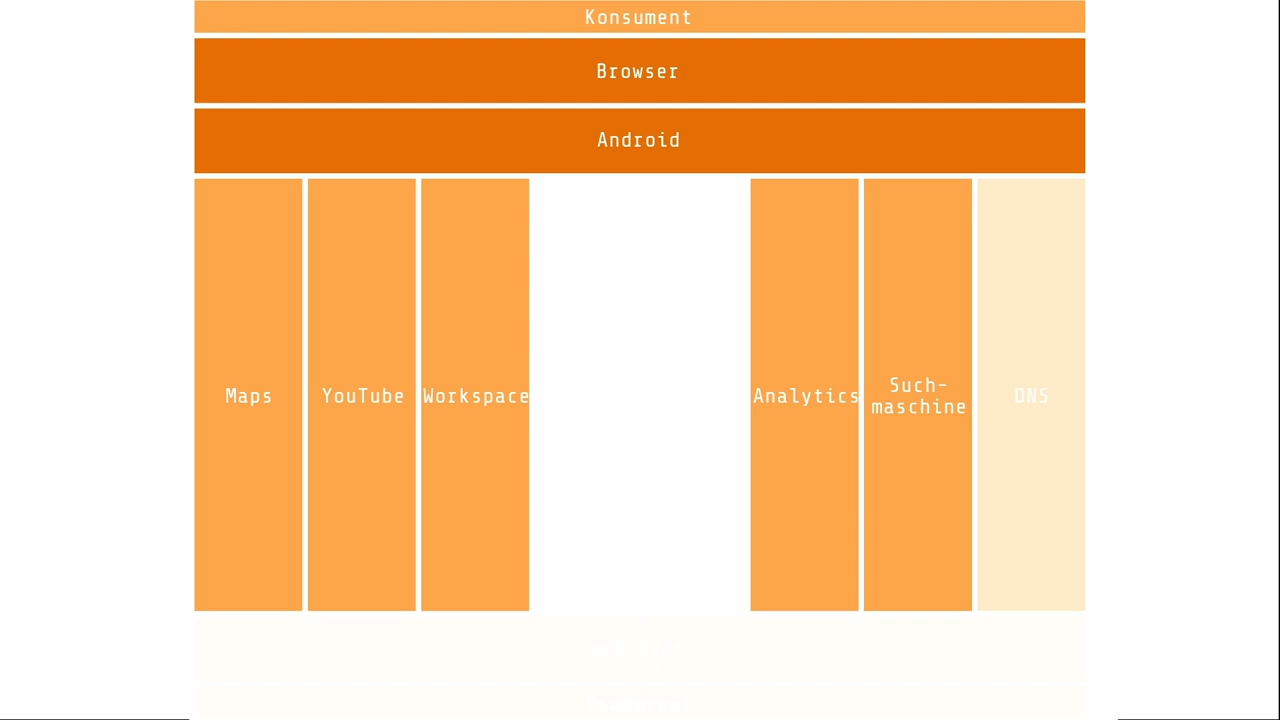 Konsument
Browser
Android
Maps
YouTube
Workspace
Analytics
Such-
maschine
DNS